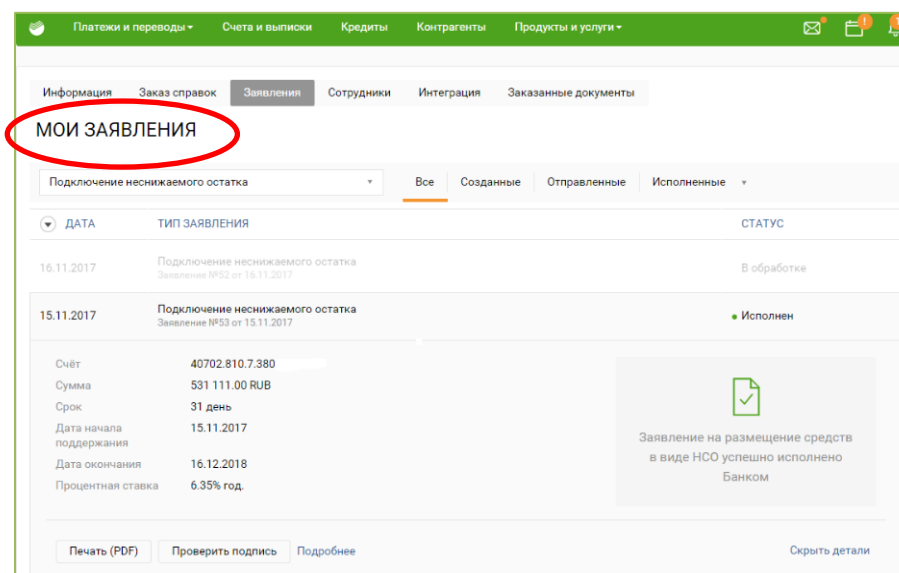 Платежи и переводы Счета и выписки Кредиты Контрагенты Продукты и услуги
Информация Заказ справок Заявления Сотрудники Интеграция Заказанные документы
МОИ ЗАЯВЛЕНИЯ
Подключение неснижаемого остатка Все Созданные Отправленные Исполненные
ДАТА ТИП ЗАЯВЛЕНИЯ СТАТУС
16.11.2017 Подключение неснижаемого остатка В обработке
Заявление №52 от 16.11.2017
15.11.2017 Подключение неснижаемого остатка Исполнен
Заявление №53 от 15.11.2017
Счёт 40702.810.7.380
Сумма 531 111.00 RUB
Срок 31 день
Дата начала поддержания 15.11.2017
Дата окончания 16.12.2018
Процентная ставка 6.35% год.
Заявление на размещение средств
в виде НСО успешно исполнено
Банком
Печать (PDF) Проверить подпись Подробнее Скрыть детали